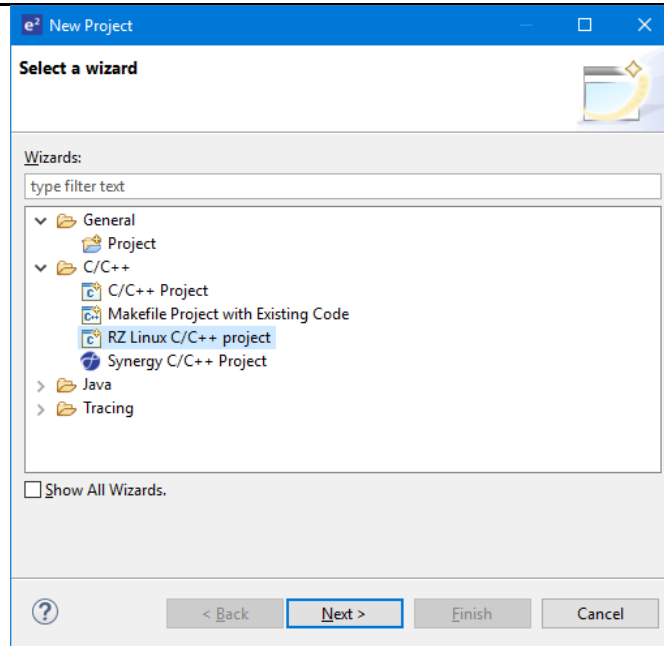 e² New Project
Select a wizard
Wizards:
type filter text
General
Project
C/C++
C/C++ Project
Makefile Project with Existing Code
RZ Linux C/C++ project
Synergy C/C++ Project
Java
Tracing
Show All Wizards.
? < Back Next > Finish Cancel